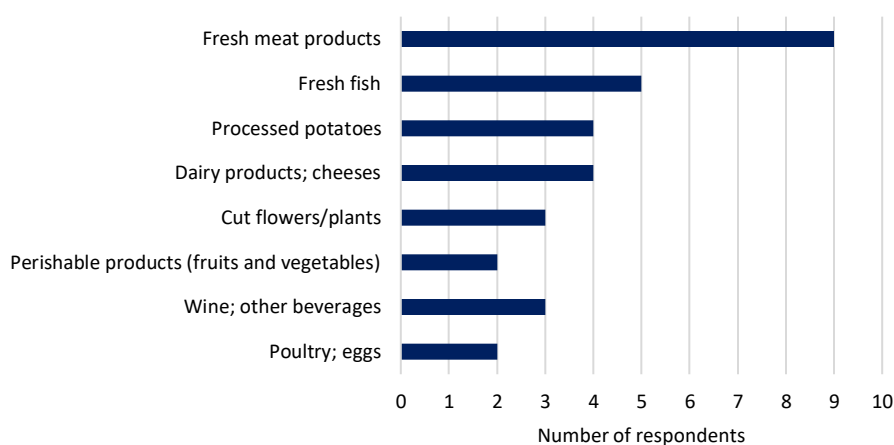 Fresh meat products
Fresh fish
Processed potatoes
Dairy products; cheeses
Cut flowers/plants
Perishable products (fruits and vegetables)
Wine; other beverages
Poultry; eggs
0 1 2 3 4 5 6 7 8 9 10
Number of respondents